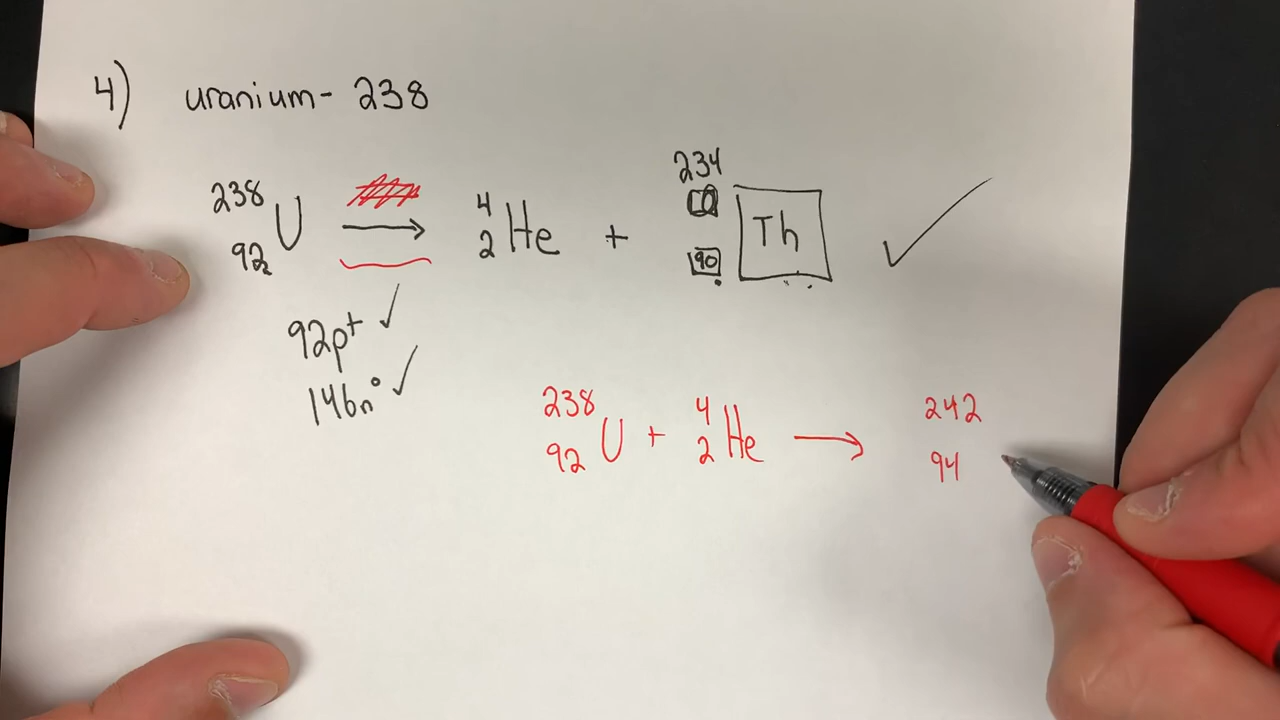 4) uranium- 238
238 92 U → 4 2 He + 234 90 Th ✓
92p+ ✓
146n° ✓
238 92 U + 4 2 He → 242 94